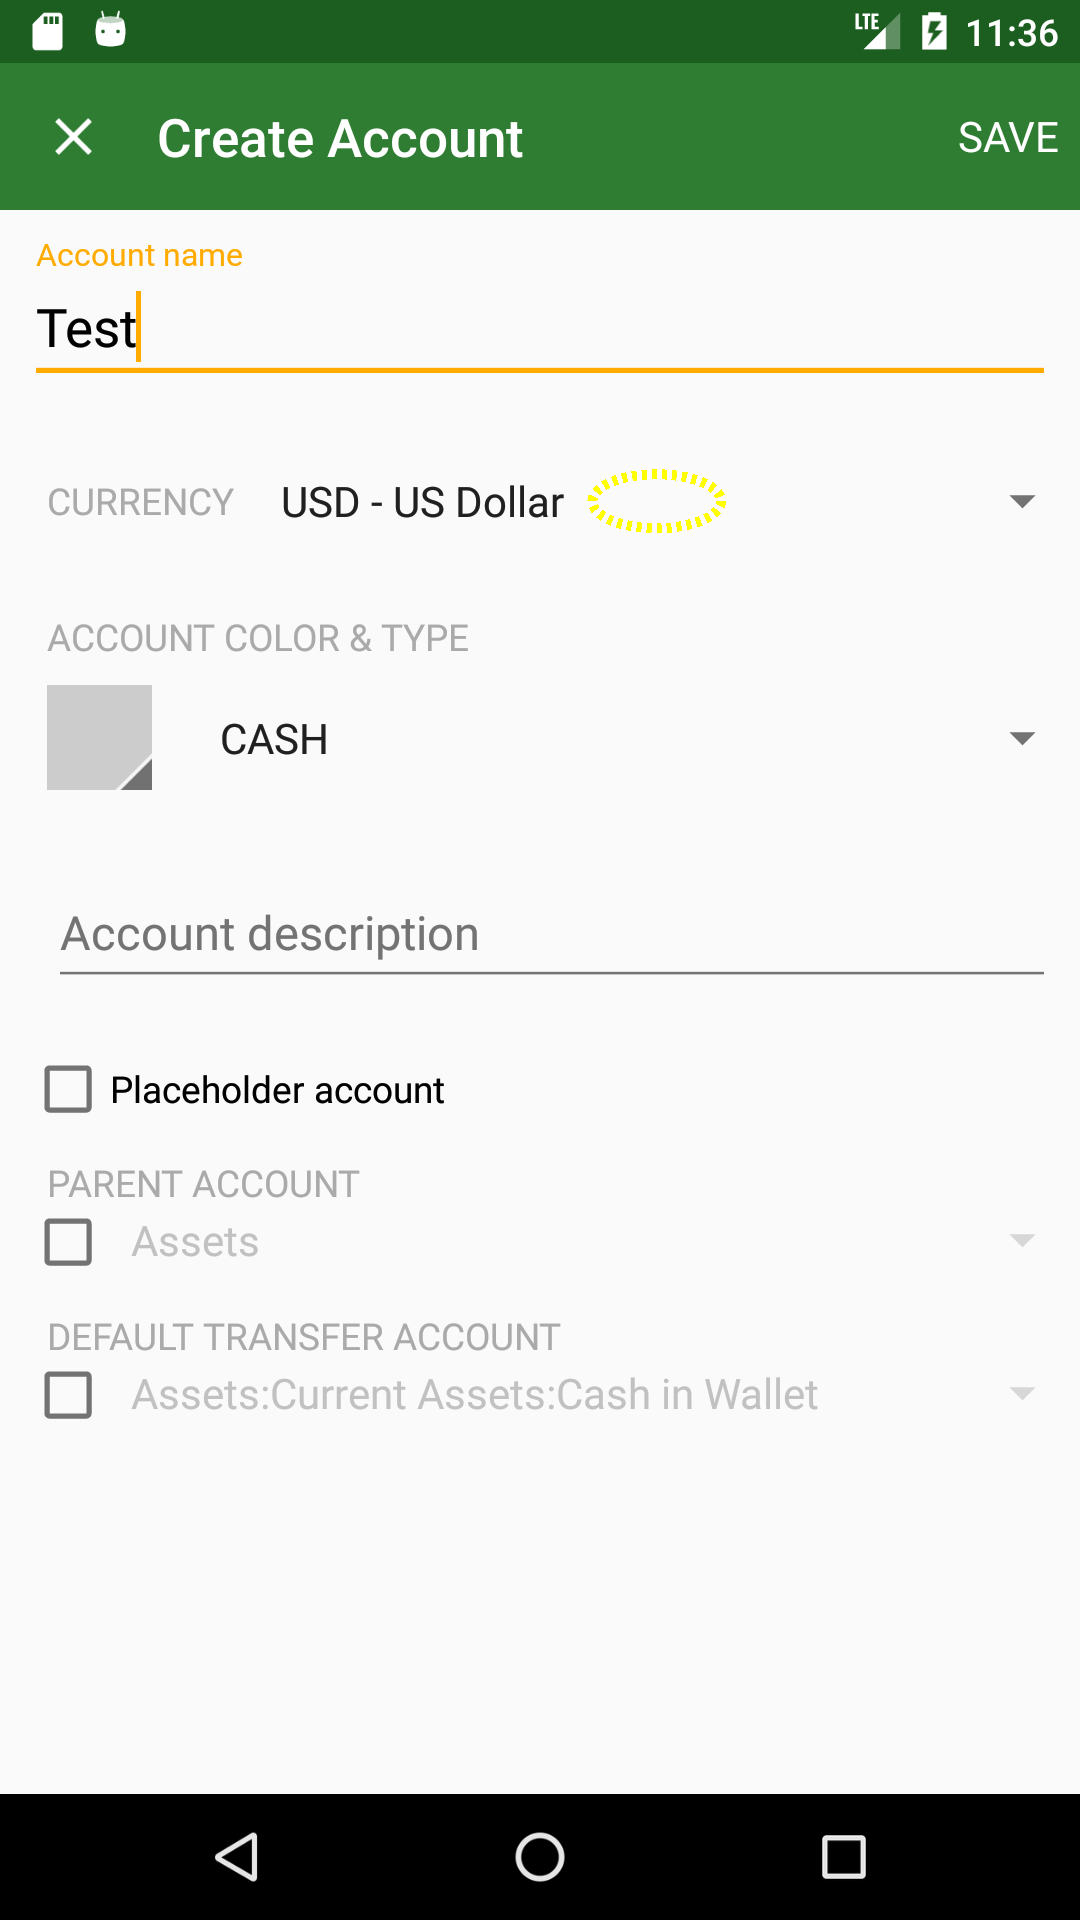 LTE 11:36
Create Account SAVE
Account name
Test
CURRENCY USD - US Dollar
ACCOUNT COLOR & TYPE
CASH
Account description
Placeholder account
PARENT ACCOUNT
Assets
DEFAULT TRANSFER ACCOUNT
Assets:Current Assets:Cash in Wallet